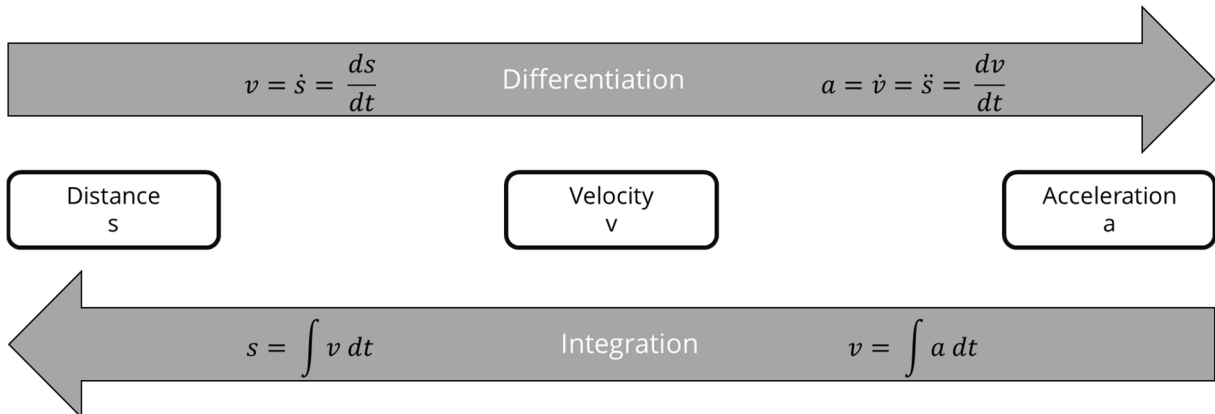 v = ṡ = ds/dt
Differentiation
a = v̇ = s̈ = dv/dt
Distance
s
Velocity
v
Acceleration
a
s = ∫ v dt
Integration
v = ∫ a dt